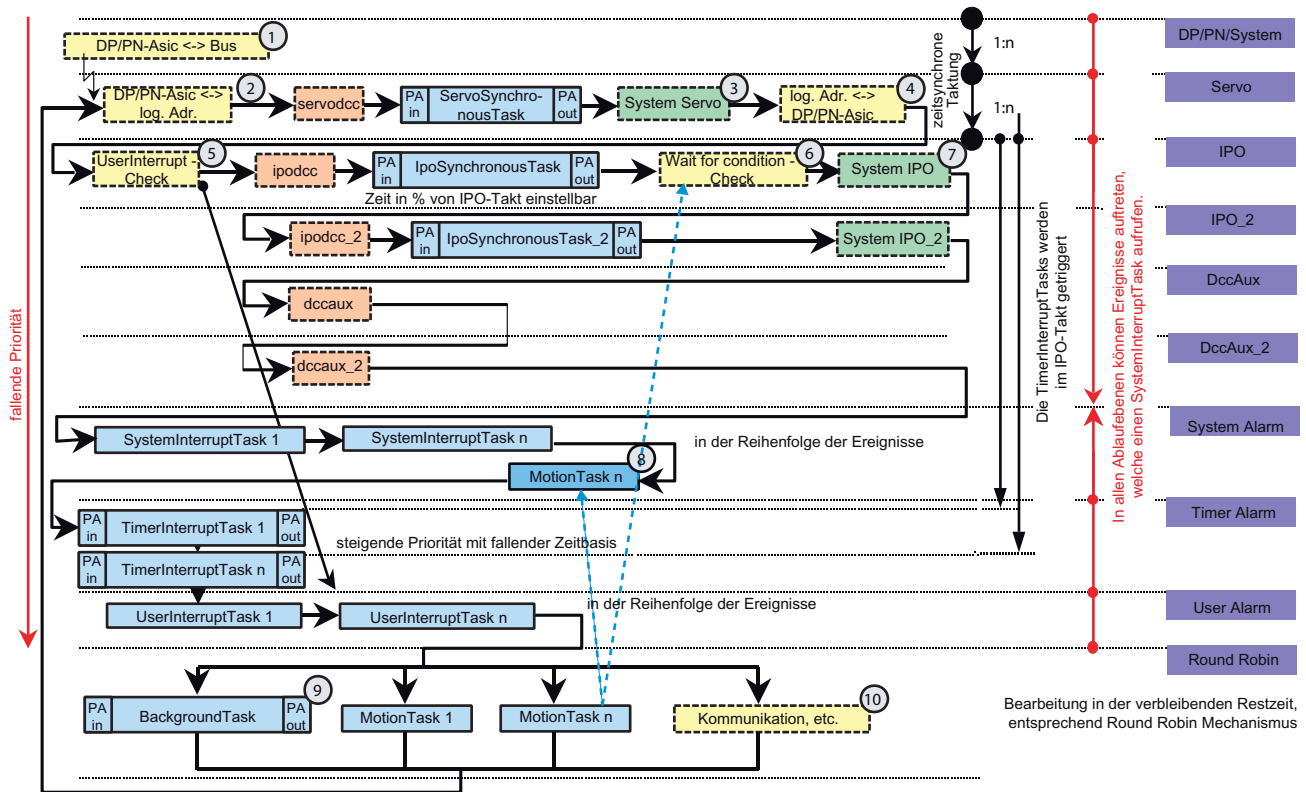 DP/PN-Asic <-> Bus
1
1:n
DP/PN/System
DP/PN-Asic <->
log. Adr.
2
servodcc
PA
in
ServoSynchro-
nousTask
PA
out
System Servo
3
log. Adr. <->
DP/PN-Asic
4
zeitsynchrone
Taktung
1:n
Servo
UserInterrupt -
Check
5
ipodcc
PA
in
IpoSynchronousTask
PA
out
Wait for condition -
Check
6
System IPO
7
IPO
Zeit in % von IPO-Takt einstellbar
ipodcc_2
PA
in
IpoSynchronousTask_2
PA
out
System IPO_2
IPO_2
dccaux
DccAux
dccaux_2
DccAux_2
fallende Priorität
Die TimerInterruptTasks werden
im IPO-Takt getriggert
In allen Ablaufebenen können Ereignisse auftreten,
welche einen SystemInterruptTask aufrufen.
SystemInterruptTask 1
SystemInterruptTask n
in der Reihenfolge der Ereignisse
System Alarm
MotionTask n
8
PA
in
TimerInterruptTask 1
PA
out
Timer Alarm
steigende Priorität mit fallender Zeitbasis
PA
in
TimerInterruptTask n
PA
out
UserInterruptTask 1
UserInterruptTask n
in der Reihenfolge der Ereignisse
User Alarm
Round Robin
PA
in
BackgroundTask
PA
out
9
MotionTask 1
MotionTask n
Kommunikation, etc.
10
Bearbeitung in der verbleibenden Restzeit,
entsprechend Round Robin Mechanismus